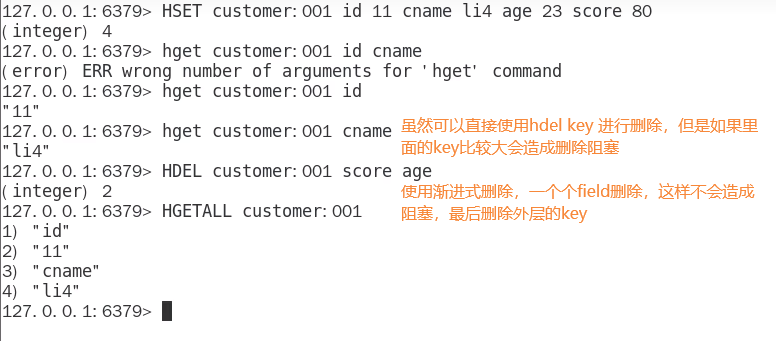 127.0.0.1:6379> HSET customer:001 id 11 cname li4 age 23 score 80
(integer) 4
127.0.0.1:6379> hget customer:001 id cname
(error) ERR wrong number of arguments for 'hget' command
127.0.0.1:6379> hget customer:001 id
"11"
127.0.0.1:6379> hget customer:001 cname
"li4"
127.0.0.1:6379> HDEL customer:001 score age
(integer) 2
127.0.0.1:6379> HGETALL customer:001
1) "id"
2) "11"
3) "cname"
4) "li4"
127.0.0.1:6379>
虽然可以直接使用hdel key 进行删除，但是如果里
面的key比较大会造成删除阻塞
使用渐进式删除，一个个field删除，这样不会造成
阻塞，最后删除外层的key